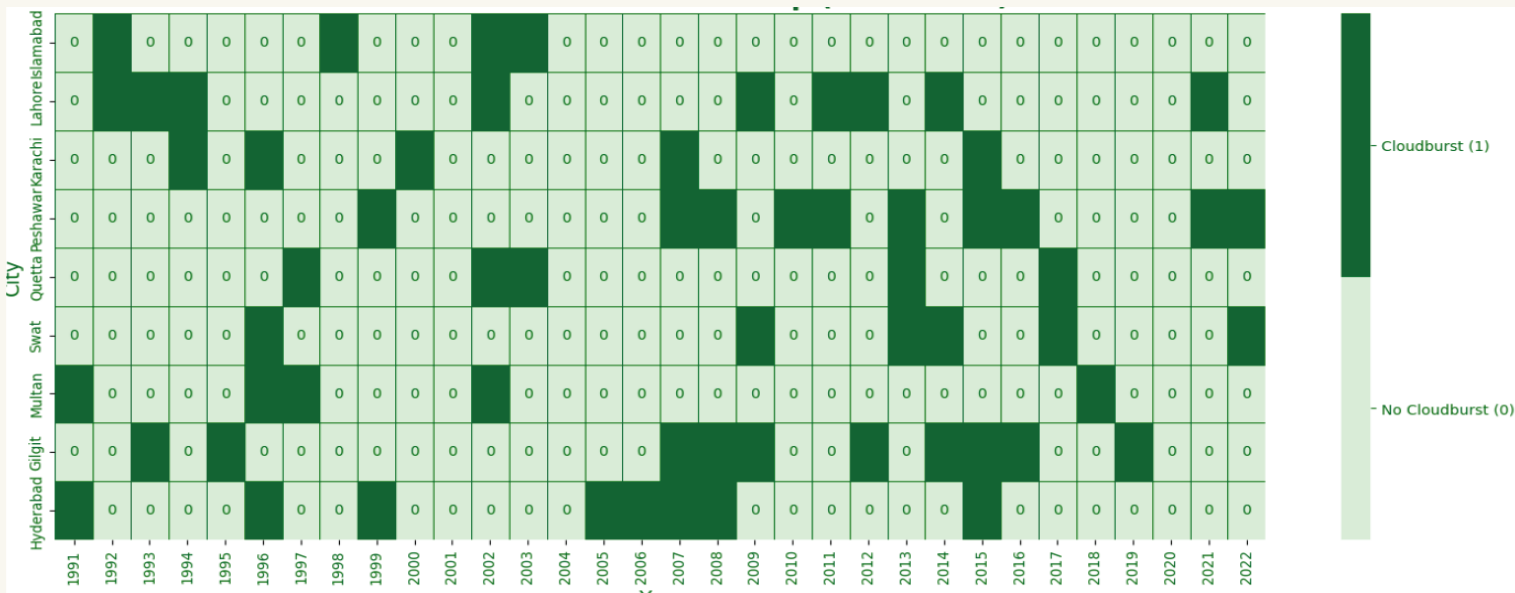 Islamabad 0 0 0 0 0 0 0 0 0 0 0 0 0 0 0 0 0 0 0 0 0 0 0 0 0 0 0 0
Lahore 0 0 0 0 0 0 0 0 0 0 0 0 0 0 0 0 0 0 0 0 0 0 0
Karachi 0 0 0 0 0 0 0 0 0 0 0 0 0 0 0 0 0 0 0 0 0 0 0 0 0 0 0
Peshawar 0 0 0 0 0 0 0 0 0 0 0 0 0 0 0 0 0 0 0 0 0 0
Quetta 0 0 0 0 0 0 0 0 0 0 0 0 0 0 0 0 0 0 0 0 0 0 0 0 0 0 0
Swat 0 0 0 0 0 0 0 0 0 0 0 0 0 0 0 0 0 0 0 0 0 0 0 0 0 0
Multan 0 0 0 0 0 0 0 0 0 0 0 0 0 0 0 0 0 0 0 0 0 0 0 0 0 0 0
Gilgit 0 0 0 0 0 0 0 0 0 0 0 0 0 0 0 0 0 0 0 0 0 0
Hyderabad 0 0 0 0 0 0 0 0 0 0 0 0 0 0 0 0 0 0 0 0 0 0 0 0
City
1991 1992 1993 1994 1995 1996 1997 1998 1999 2000 2001 2002 2003 2004 2005 2006 2007 2008 2009 2010 2011 2012 2013 2014 2015 2016 2017 2018 2019 2020 2021 2022
Cloudburst (1)
No Cloudburst (0)